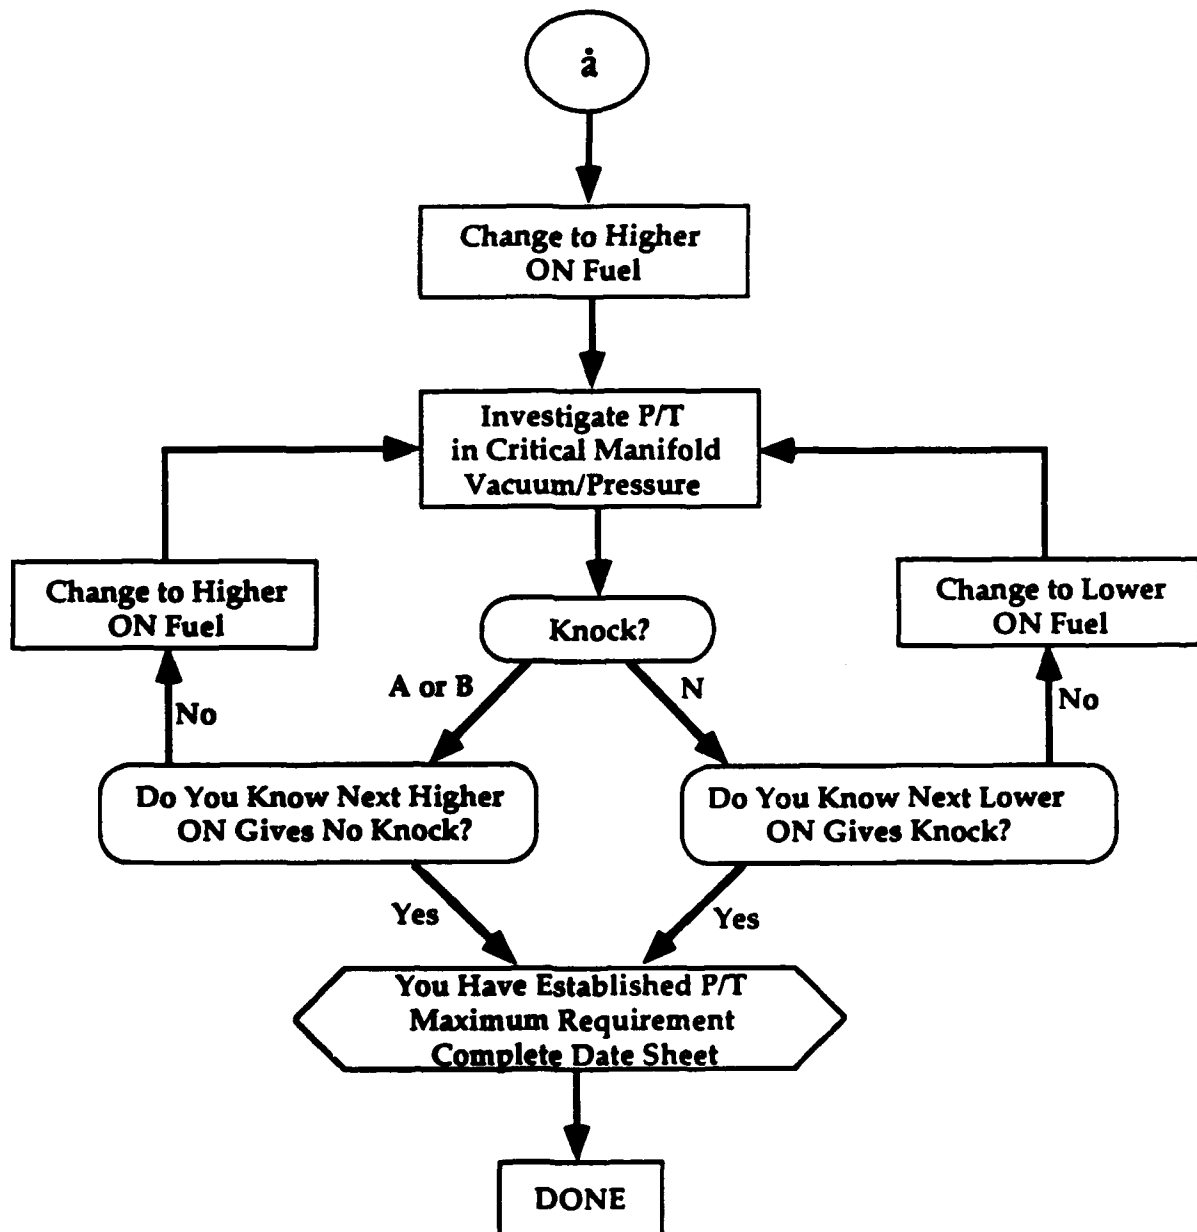 ȧ
Change to Higher
ON Fuel
Investigate P/T
in Critical Manifold
Vacuum/Pressure
Change to Higher
ON Fuel
Change to Lower
ON Fuel
Knock?
A or B
N
No
No
Do You Know Next Higher
ON Gives No Knock?
Do You Know Next Lower
ON Gives Knock?
Yes
Yes
You Have Established P/T
Maximum Requirement
Complete Date Sheet
DONE